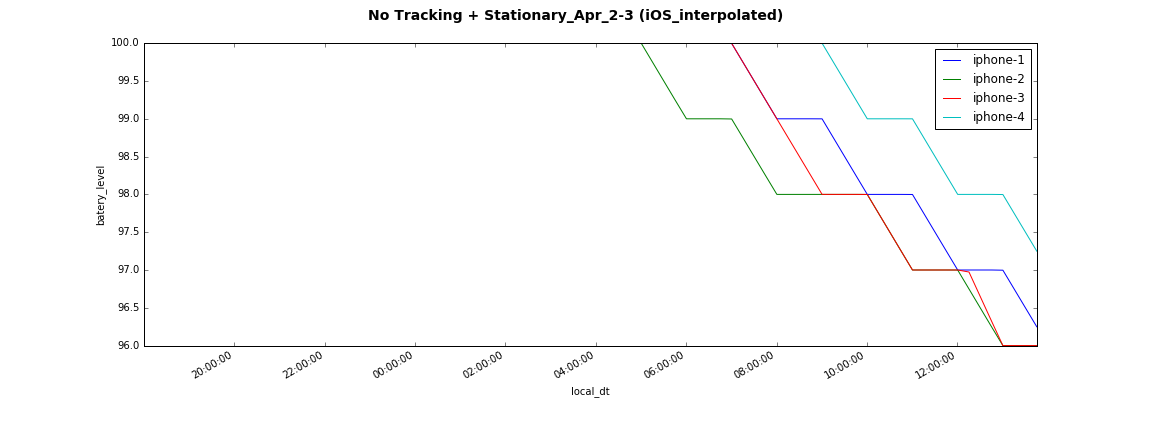 No Tracking + Stationary_Apr_2-3 (iOS_interpolated)
100.0
99.5
99.0
98.5
98.0
97.5
97.0
96.5
96.0
batery_level
20:00:00
22:00:00
00:00:00
02:00:00
04:00:00
06:00:00
08:00:00
10:00:00
12:00:00
local_dt
iphone-1
iphone-2
iphone-3
iphone-4